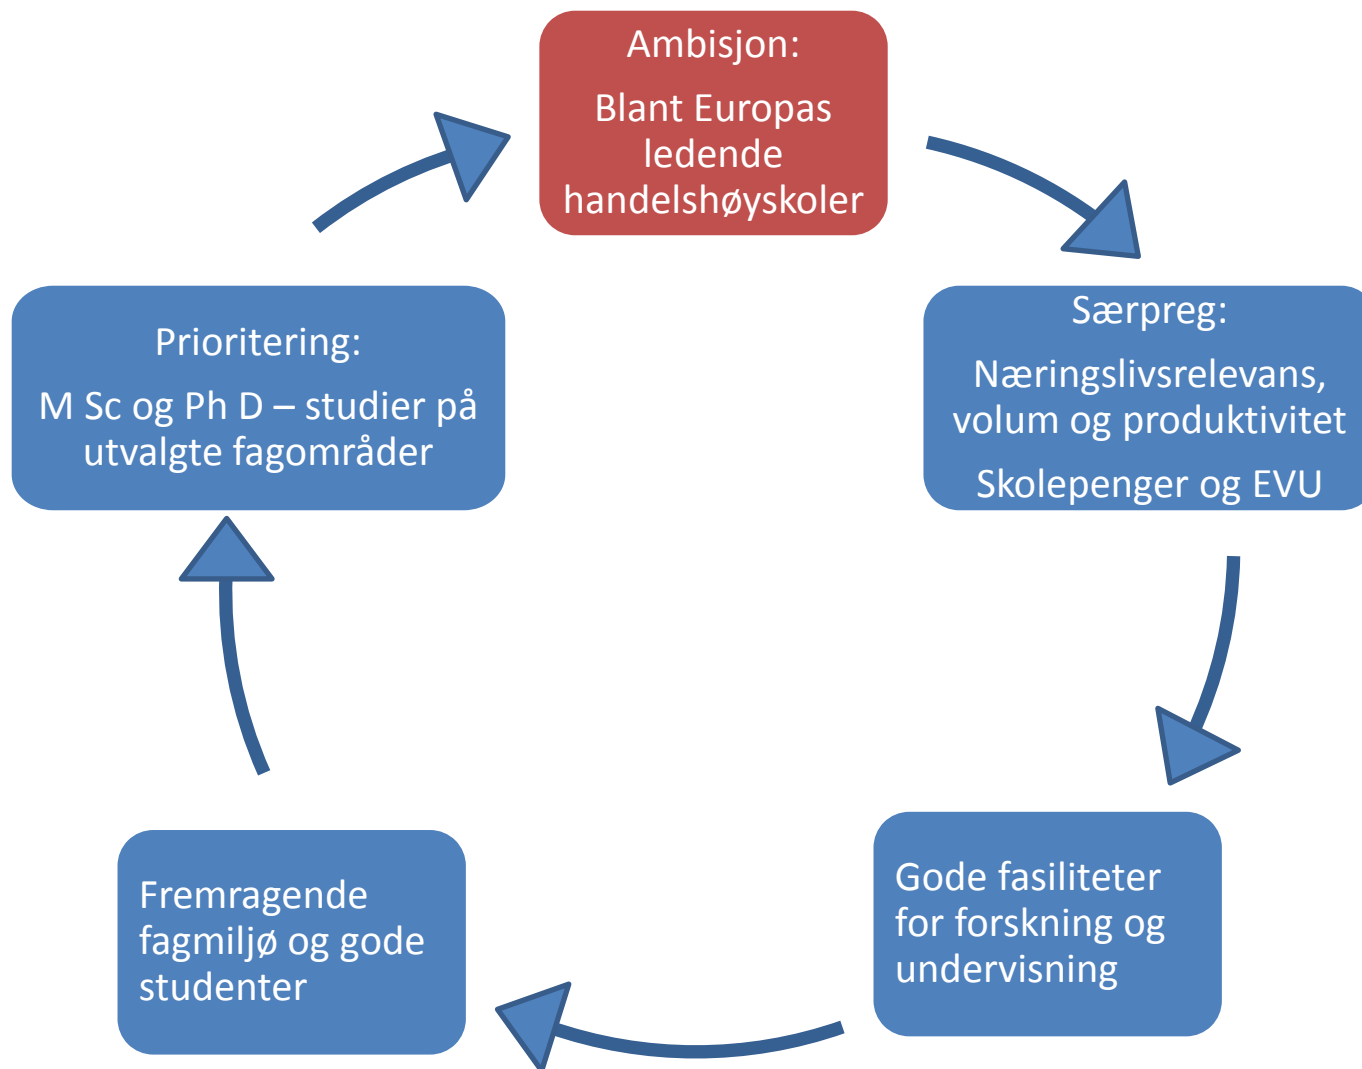 Ambisjon:
Blant Europas
ledende
handelshøyskoler
Særpreg:
Næringslivsrelevans,
volum og produktivitet
Skolepenger og EVU
Gode fasiliteter
for forskning og
undervisning
Fremragende
fagmiljø og gode
studenter
Prioritering:
M Sc og Ph D – studier på
utvalgte fagområder